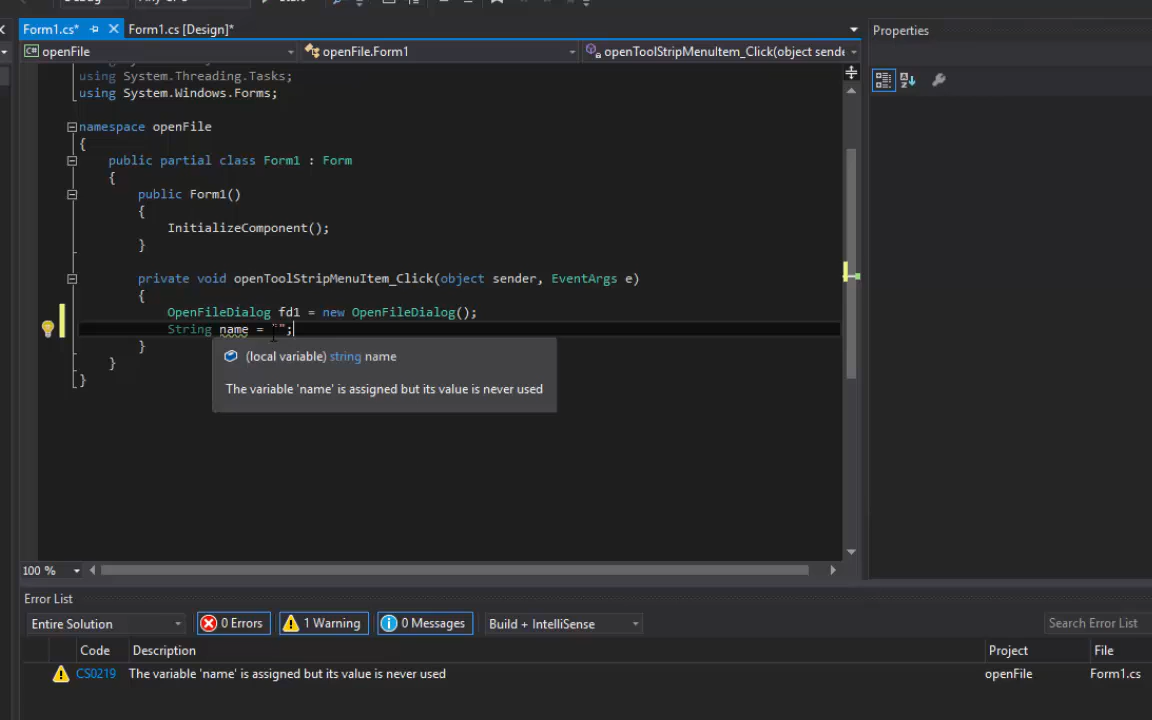 Form1.cs* Form1.cs [Design]*
Properties
openFile openFile.Form1 openToolStripMenuItem_Click(object sende
using System.Threading.Tasks;
using System.Windows.Forms;
namespace openFile
{
public partial class Form1 : Form
{
public Form1()
{
InitializeComponent();
}
private void openToolStripMenuItem_Click(object sender, EventArgs e)
{
OpenFileDialog fd1 = new OpenFileDialog();
String name = "";
}
}
}
(local variable) string name
The variable 'name' is assigned but its value is never used
100 %
Error List
Entire Solution 0 Errors 1 Warning 0 Messages Build + IntelliSense Search Error List
Code Description Project File
CS0219 The variable 'name' is assigned but its value is never used openFile Form1.cs